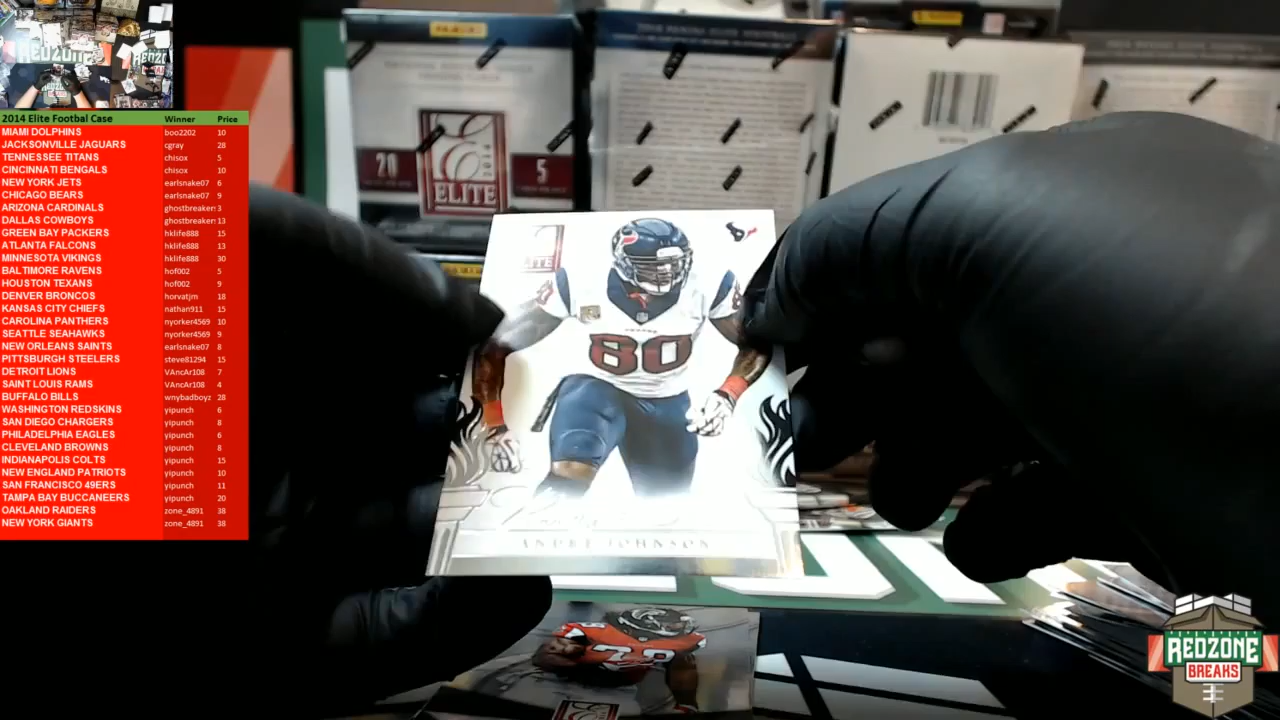 REDZONE
REDZONE
2014 Elite Footbal Case Winner Price
MIAMI DOLPHINS boo2202 10
JACKSONVILLE JAGUARS cgray 28
TENNESSEE TITANS chisox 5
CINCINNATI BENGALS chisox 10
NEW YORK JETS earlsnake07 6
CHICAGO BEARS earlsnake07 9
ARIZONA CARDINALS ghostbreaker 3
DALLAS COWBOYS ghostbreaker 13
GREEN BAY PACKERS hklife888 15
ATLANTA FALCONS hklife888 13
MINNESOTA VIKINGS hklife888 30
BALTIMORE RAVENS hof002 5
HOUSTON TEXANS hof002 9
DENVER BRONCOS horvatjm 18
KANSAS CITY CHIEFS nathan911 15
CAROLINA PANTHERS nyorker4569 10
SEATTLE SEAHAWKS nyorker4569 9
NEW ORLEANS SAINTS earlsnake07 8
PITTSBURGH STEELERS steve81294 15
DETROIT LIONS VAncAr108 7
SAINT LOUIS RAMS VAncAr108 4
BUFFALO BILLS wnybadboyz 28
WASHINGTON REDSKINS yipunch 6
SAN DIEGO CHARGERS yipunch 8
PHILADELPHIA EAGLES yipunch 6
CLEVELAND BROWNS yipunch 8
INDIANAPOLIS COLTS yipunch 15
NEW ENGLAND PATRIOTS yipunch 10
SAN FRANCISCO 49ERS yipunch 11
TAMPA BAY BUCCANEERS yipunch 20
OAKLAND RAIDERS zone_4891 38
NEW YORK GIANTS zone_4891 38
20
E
2014
ELITE
5
80
ANDRE JOHNSON
REDZONE
BREAKS